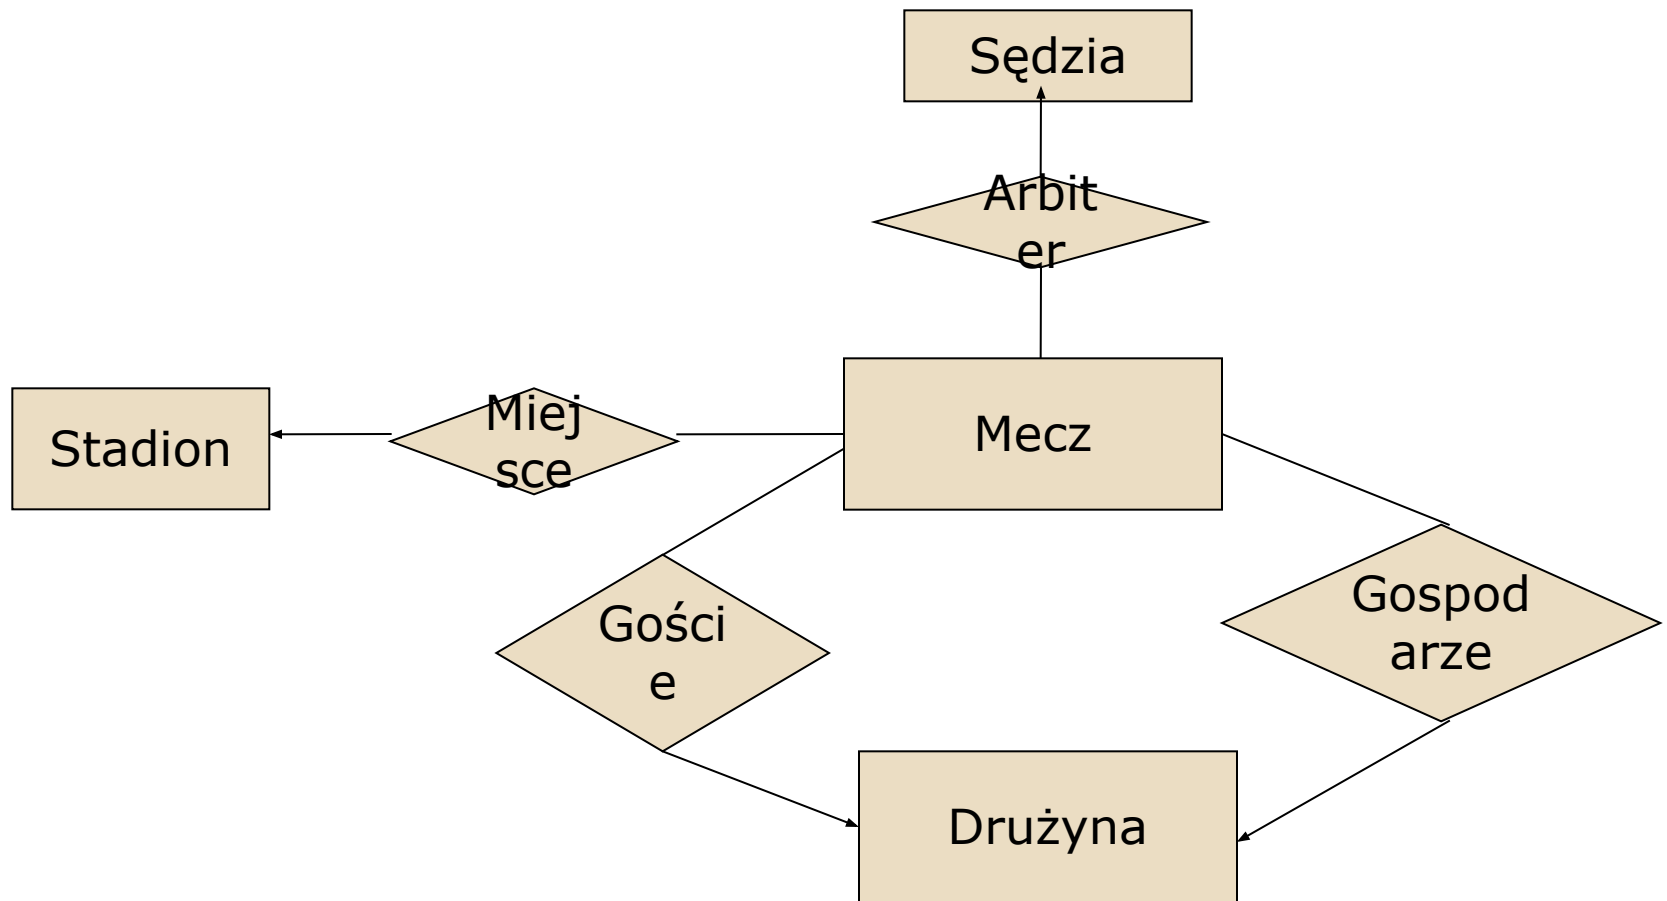 Sędzia
Arbit
er
Miej
sce
Stadion
Mecz
Gości
e
Gospod
arze
Drużyna